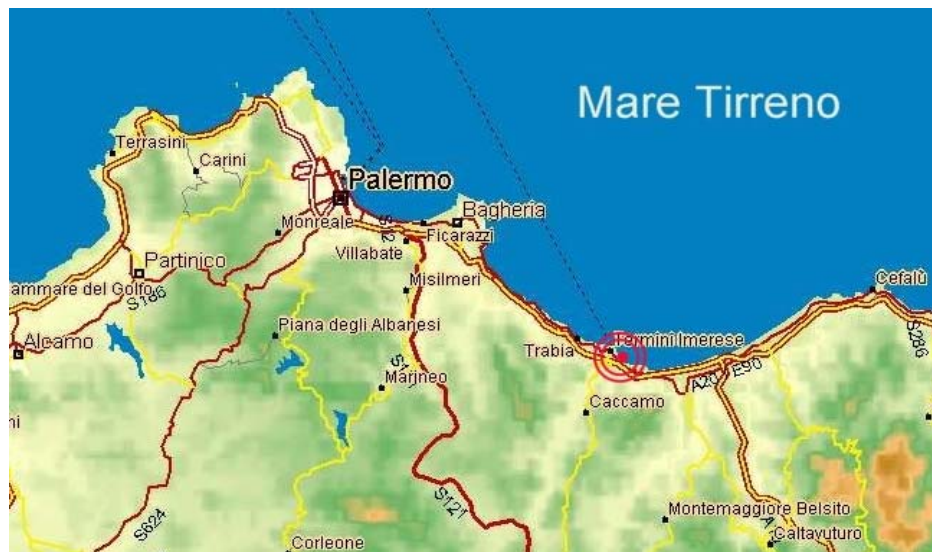 Mare Tirreno
Terrasini
Carini
Palermo
Bagheria
Monreale
S12
Ficarazzi
Villabate
Partinico
Misilmeri
Cefalù
ammare del Golfo
S186
Piana degli Albanesi
Trabia
Termini Imerese
S286
Alcamo
Marineo
A20
E90
Caccamo
S121
S624
Montemaggiore Belsito
Caltavuturo
Corleone